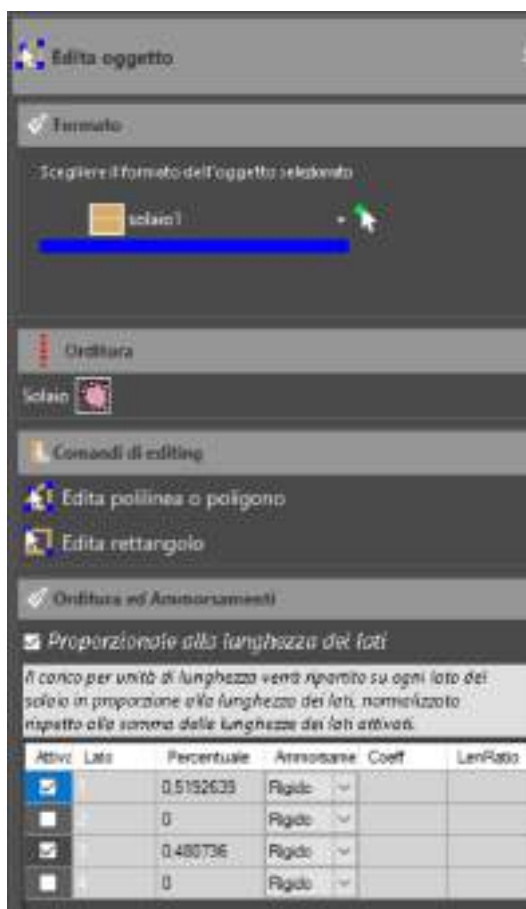 Edita oggetto
Formato
Scegliere il formato dell'oggetto selezionato
solaio1
Orditura
Solaio
Comandi di editing
Edita polilinea o poligono
Edita rettangolo
Orditura ed Ammorsamenti
Proporzionale alla lunghezza dei lati
Il carico per unità di lunghezza verrà ripartito su ogni lato del
solaio in proporzione alla lunghezza dei lati, normalizzato
rispetto alla somma delle lunghezze dei lati attivati.
Attivo Lato Percentuale Ammorsame Coeff LenRatio
0,5192639 Rigido
0 Rigido
0,480736 Rigido
0 Rigido